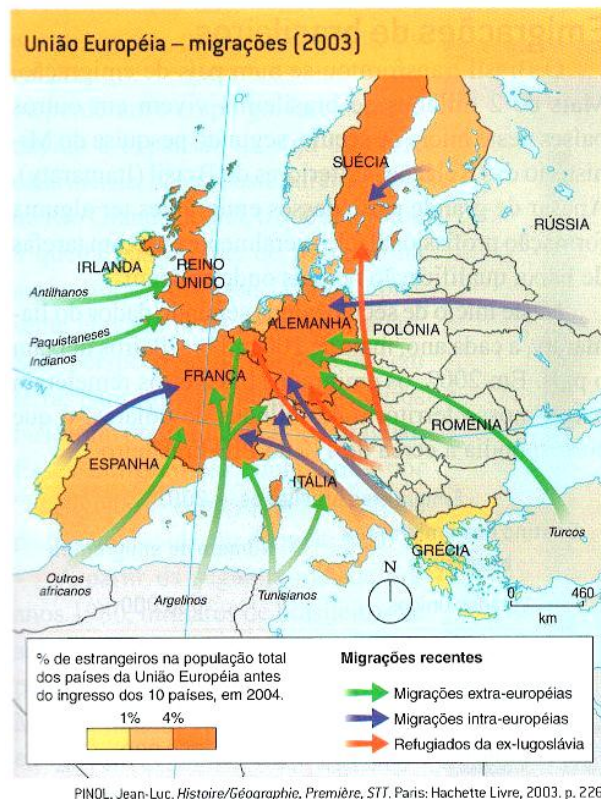 União Européia – migrações (2003)
0°
SUÉCIA
RÚSSIA
IRLANDA
REINO
UNIDO
Antilhanos
ALEMANHA
POLÔNIA
Paquistaneses
Indianos
FRANÇA
45°N
ROMÊNIA
ESPANHA
ITÁLIA
Turcos
GRÉCIA
Outros
africanos
Argelinos
Tunisianos
N
0 460
km
% de estrangeiros na população total
dos países da União Européia antes
do ingresso dos 10 países, em 2004.
1% 4%
Migrações recentes
Migrações extra-européias
Migrações intra-européias
Refugiados da ex-Iugoslávia
PINOL, Jean-Luc. Histoire/Géographie, Première, STT. Paris: Hachette Livre, 2003. p. 226